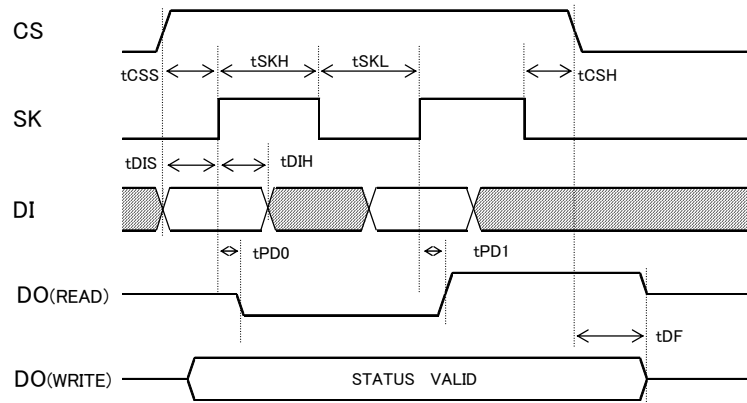 CS
tCSS tSKH tSKL tCSH
SK
tDIS tDIH
DI
tPD0 tPD1
DO(READ)
tDF
DO(WRITE) STATUS VALID